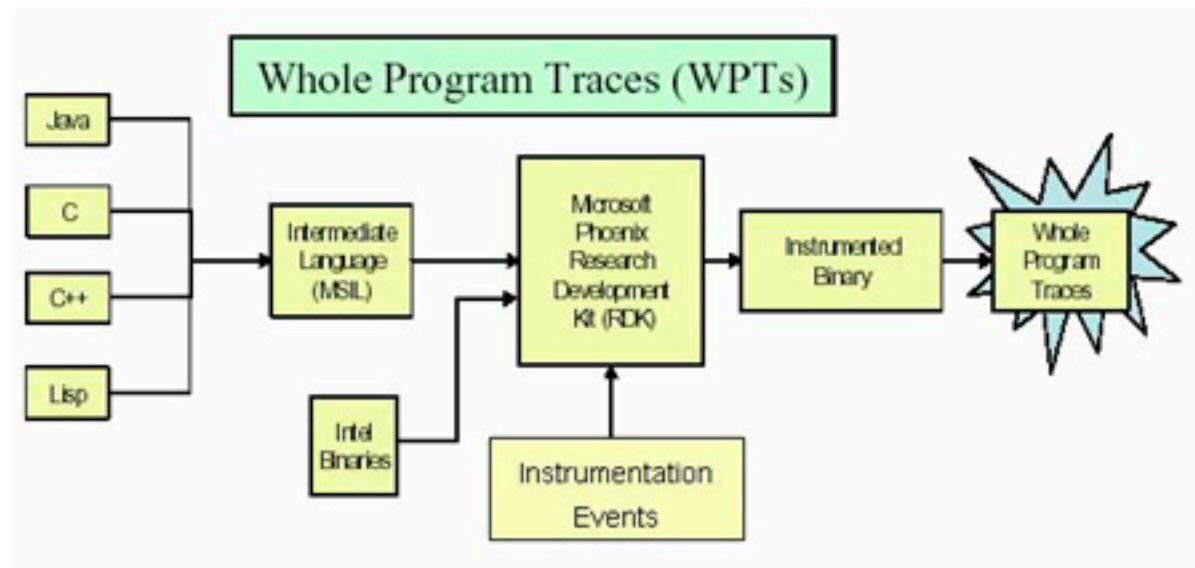 Whole Program Traces (WPTs)
Java
C
C++
Lisp
Intermediate
Language
(MSIL)
Intel
Binaries
Microsoft
Phoenix
Research
Development
Kit (RDK)
Instrumentation
Events
Instrumented
Binary
Whole
Program
Traces